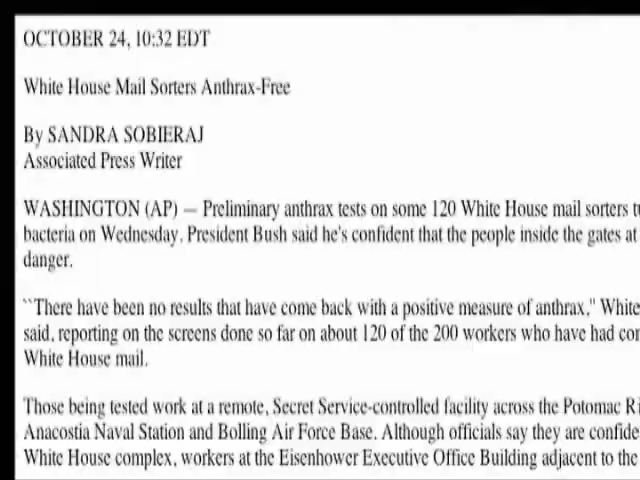 OCTOBER 24, 10:32 EDT
White House Mail Sorters Anthrax-Free
By SANDRA SOBIERAJ
Associated Press Writer
WASHINGTON (AP) — Preliminary anthrax tests on some 120 White House mail sorters
bacteria on Wednesday. President Bush said he's confident that the people inside the gates at
danger.
``There have been no results that have come back with a positive measure of anthrax,'' White
said, reporting on the screens done so far on about 120 of the 200 workers who have had
White House mail.
Those being tested work at a remote, Secret Service-controlled facility across the Potomac
Anacostia Naval Station and Bolling Air Force Base. Although officials say they are
White House complex, workers at the Eisenhower Executive Office Building adjacent to the